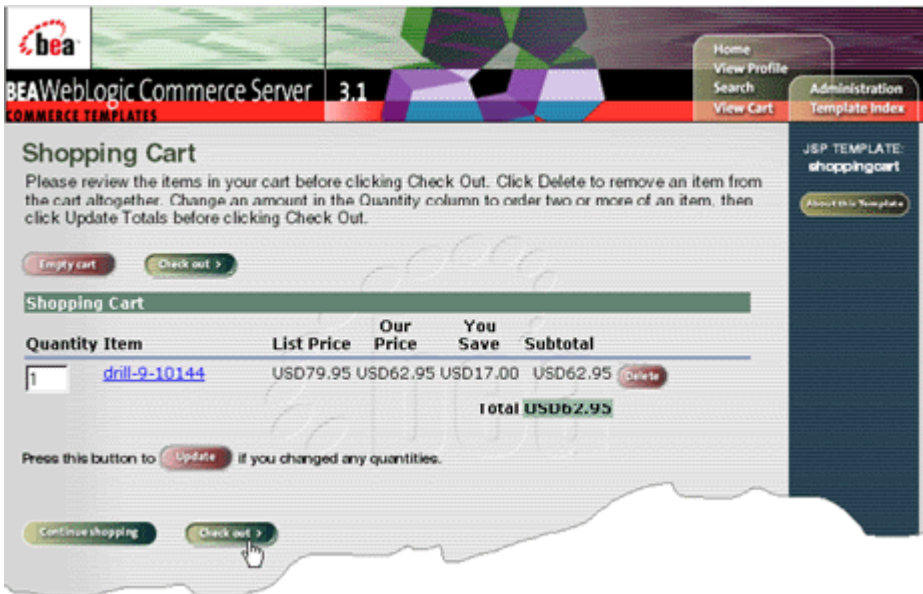 bea
Home
View Profile
Search
View Cart
BEA WebLogic Commerce Server 3.1
COMMERCE TEMPLATES
Administration
Template Index
JSP TEMPLATE:
shoppingcart
About this Template
Shopping Cart
Please review the items in your cart before clicking Check Out. Click Delete to remove an item from
the cart altogether. Change an amount in the Quantity column to order two or more of an item, then
click Update Totals before clicking Check Out.
Empty cart Check out >
Shopping Cart
Quantity Item List Price Our Price You Save Subtotal
1 drill-9-10144 USD79.95 USD62.95 USD17.00 USD62.95 Delete
Total USD62.95
Press this button to Update if you changed any quantities.
Continue shopping Check out >